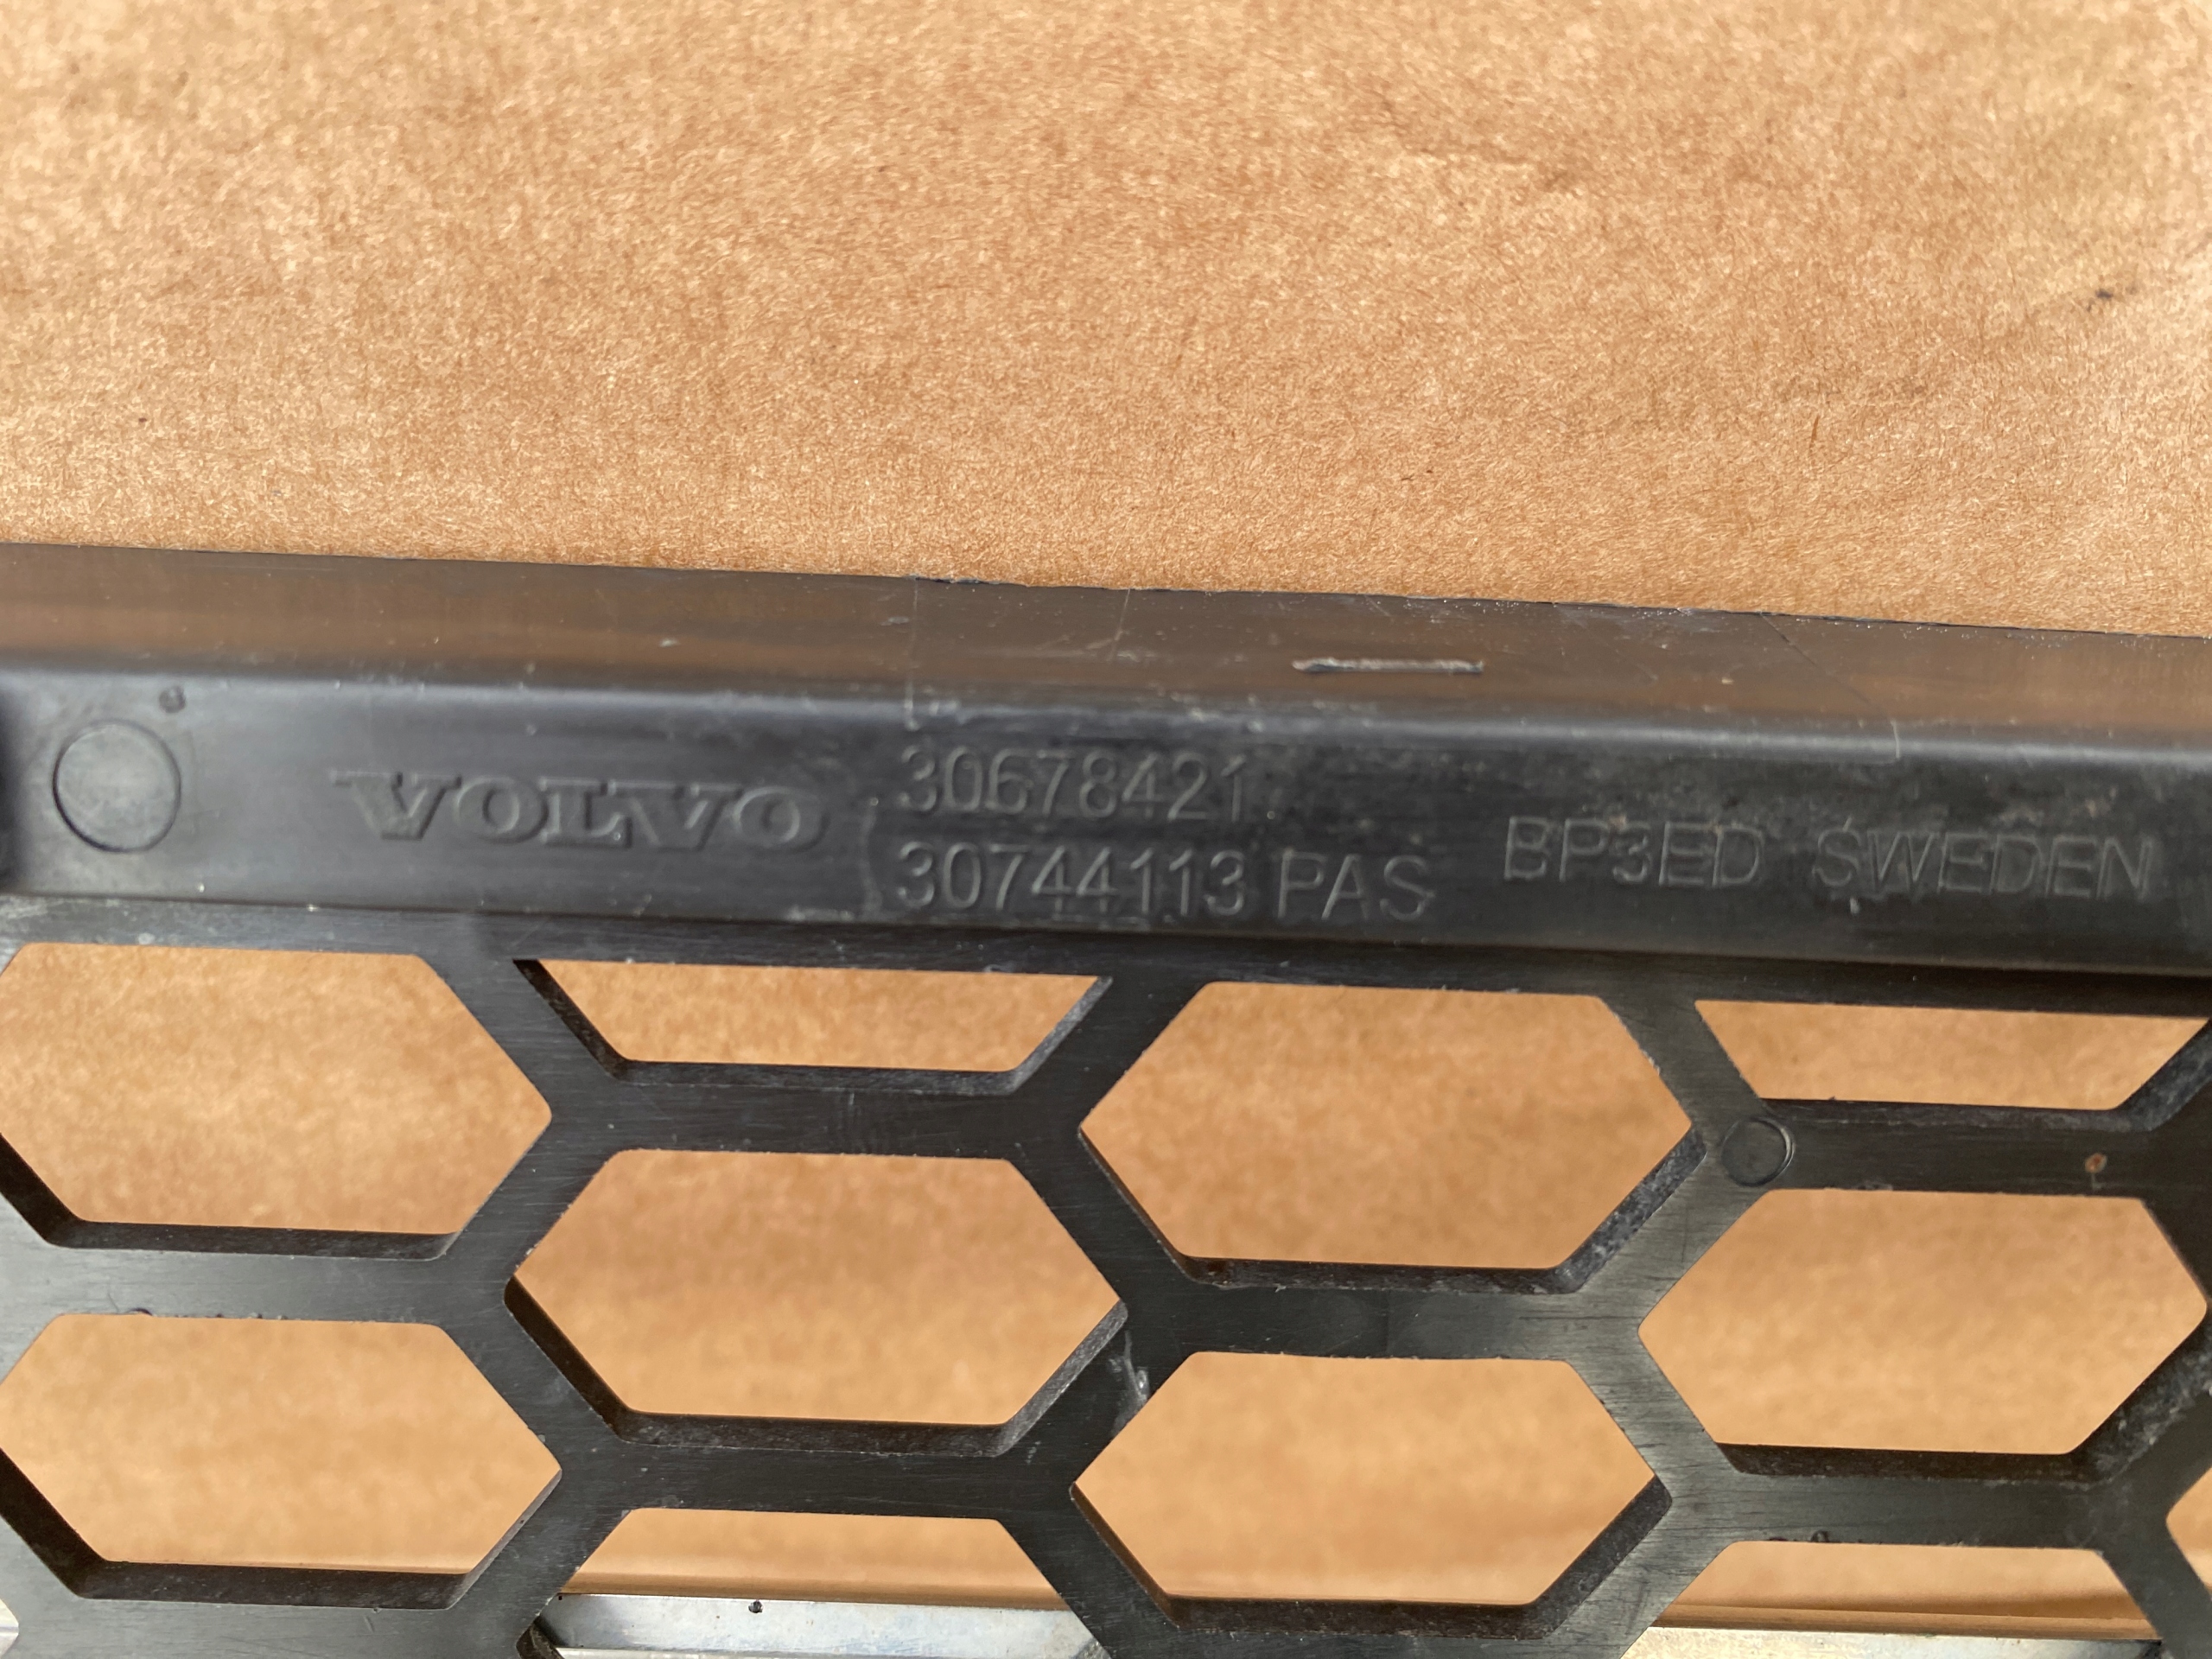 VOLVO
30678421
30744113 PAS
BP3ED SWEDEN